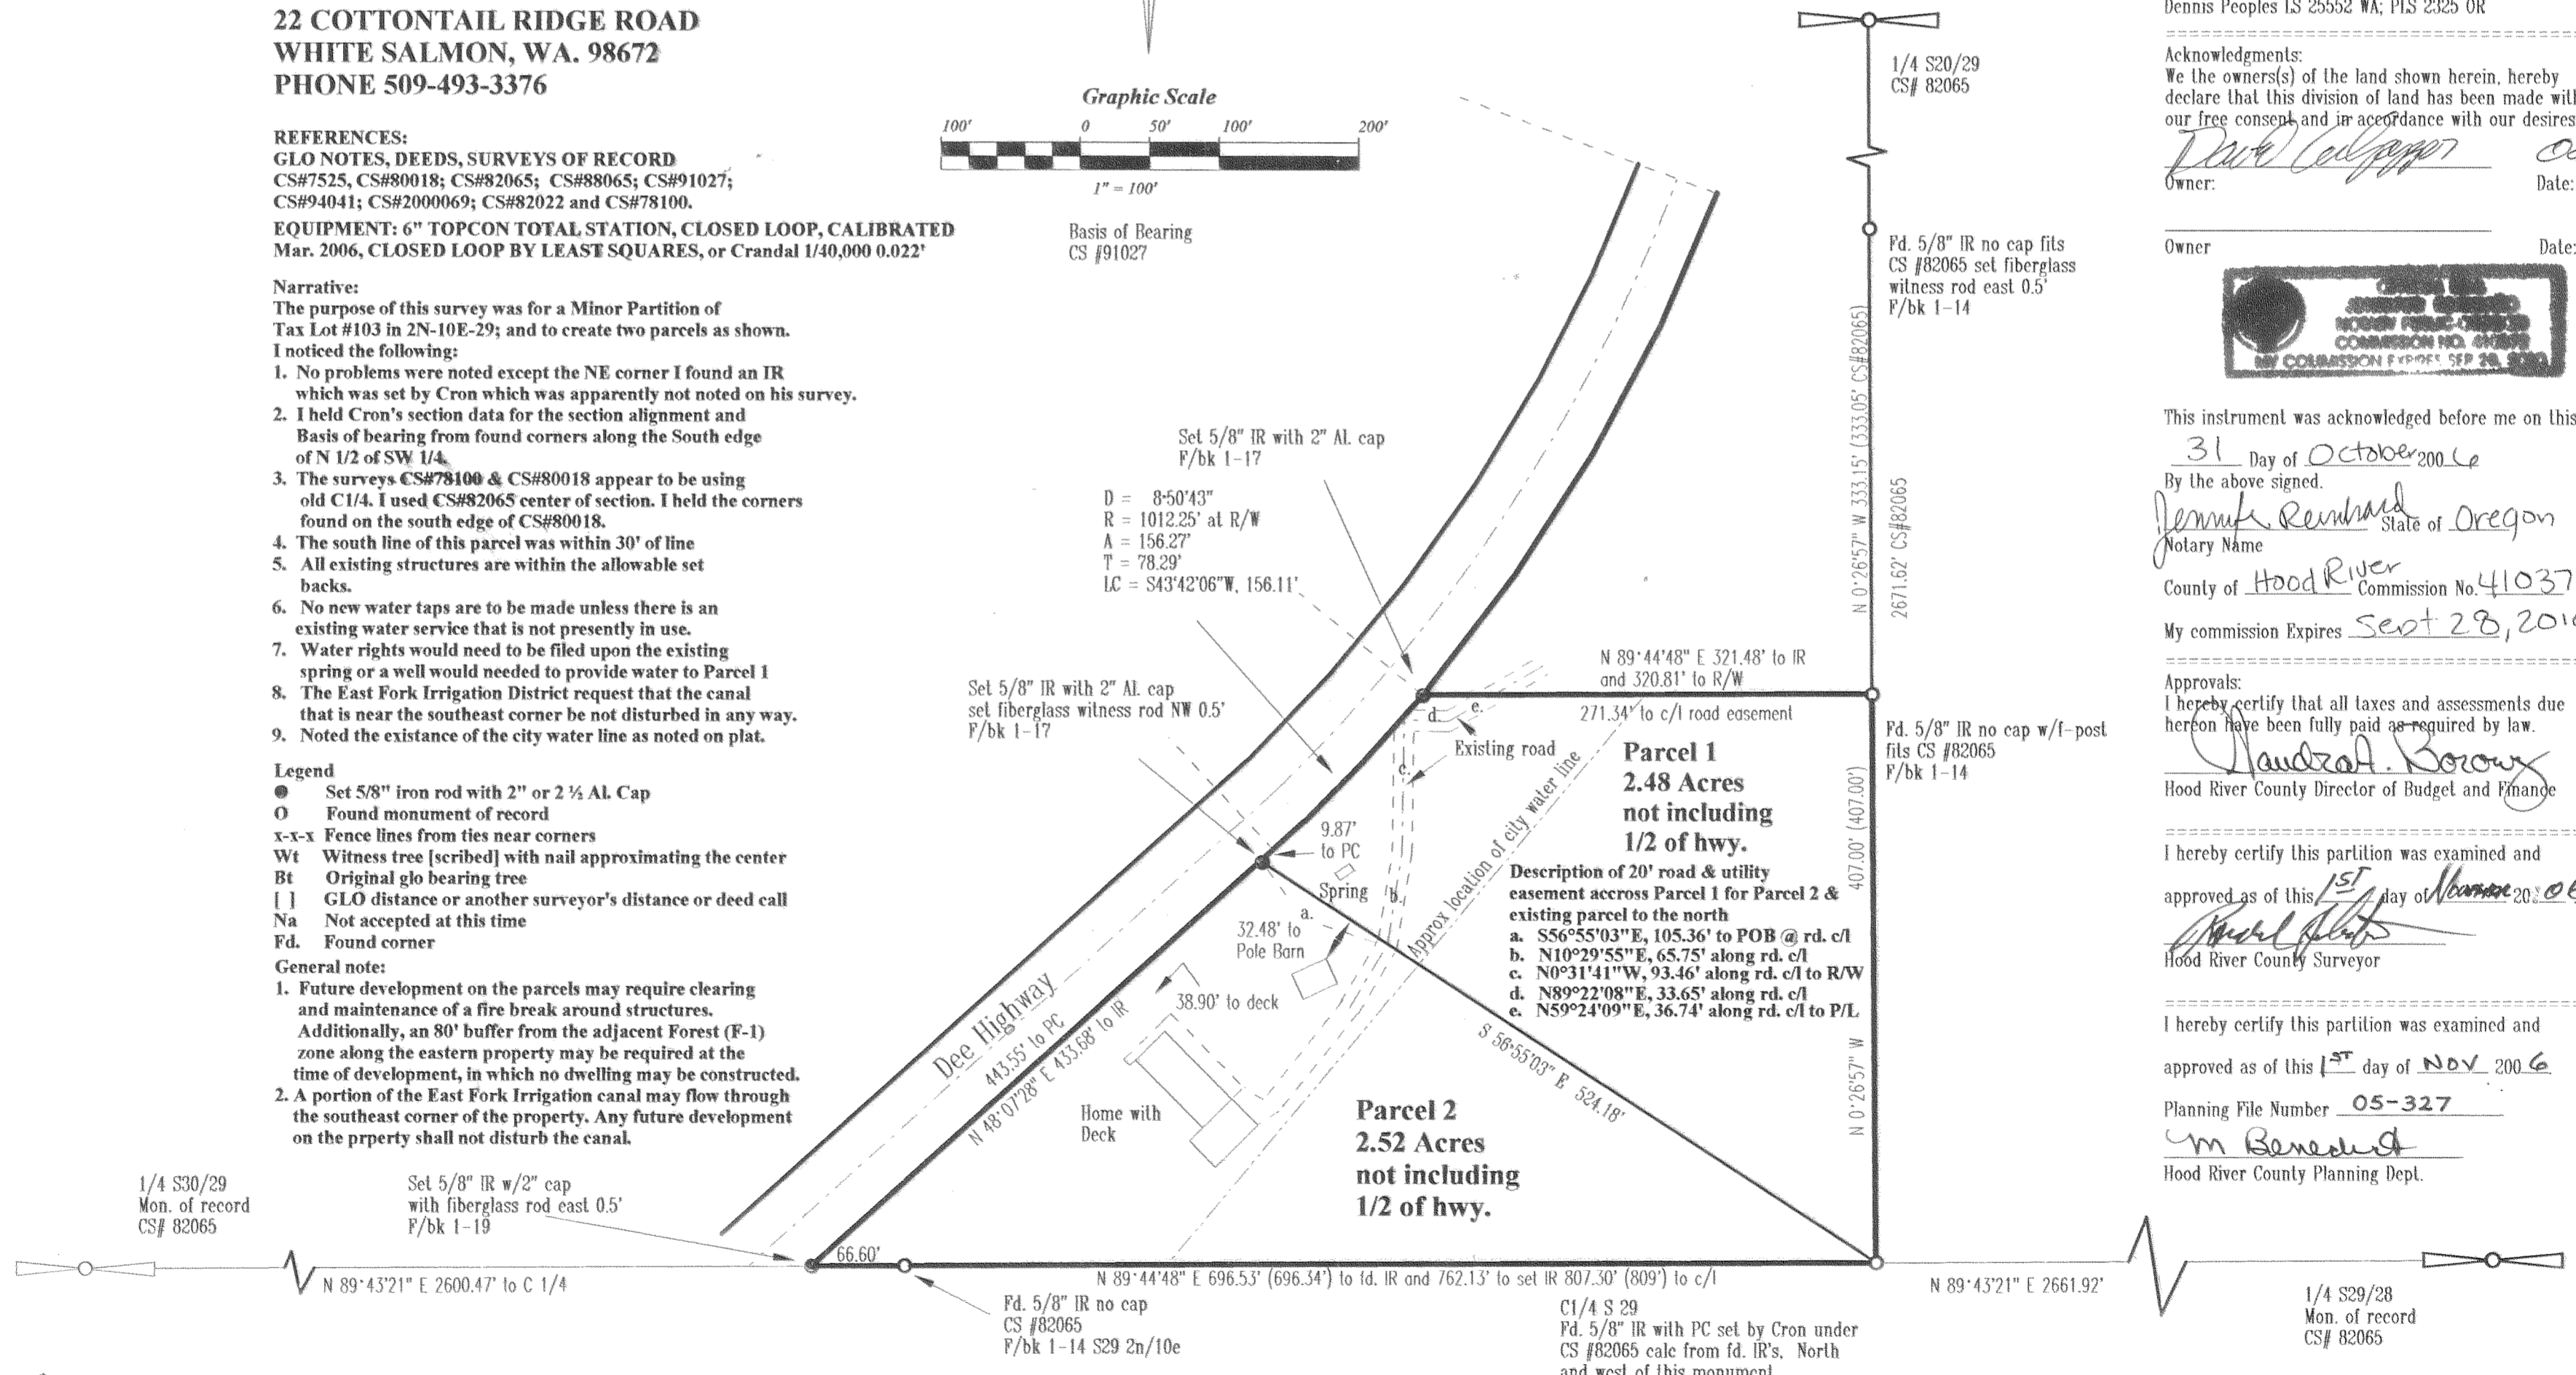 22 COTTONTAIL RIDGE ROAD
WHITE SALMON, WA. 98672
PHONE 509-493-3376
REFERENCES:
GLO NOTES, DEEDS, SURVEYS OF RECORD
CS#7525, CS#80018; CS#82065; CS#88065; CS#91027;
CS#94041; CS#2000069; CS#82022 and CS#78100.
EQUIPMENT: 6" TOPCON TOTAL STATION, CLOSED LOOP, CALIBRATED
Mar. 2006, CLOSED LOOP BY LEAST SQUARES, or Crandal 1/40,000 0.022'
Narrative:
The purpose of this survey was for a Minor Partition of
Tax Lot #103 in 2N-10E-29; and to create two parcels as shown.
I noticed the following:
1. No problems were noted except the NE corner I found an IR
which was set by Cron which was apparently not noted on his survey.
2. I held Cron's section data for the section alignment and
Basis of bearing from found corners along the South edge
of N 1/2 of SW 1/4.
3. The surveys CS#78100 & CS#80018 appear to be using
old C1/4. I used CS#82065 center of section. I held the corners
found on the south edge of CS#80018.
4. The south line of this parcel was within 30' of line
5. All existing structures are within the allowable set
backs.
6. No new water taps are to be made unless there is an
existing water service that is not presently in use.
7. Water rights would need to be filed upon the existing
spring or a well would needed to provide water to Parcel 1
8. The East Fork Irrigation District request that the canal
that is near the southeast corner be not disturbed in any way.
9. Noted the existance of the city water line as noted on plat.
Legend
Set 5/8" iron rod with 2" or 2 ½ Al. Cap
O Found monument of record
x-x-x Fence lines from ties near corners
Wt Witness tree [scribed] with nail approximating the center
Bt Original glo bearing tree
[ ] GLO distance or another surveyor's distance or deed call
Na Not accepted at this time
Fd. Found corner
General note:
1. Future development on the parcels may require clearing
and maintenance of a fire break around structures.
Additionally, an 80' buffer from the adjacent Forest (F-1)
zone along the eastern property may be required at the
time of development, in which no dwelling may be constructed.
2. A portion of the East Fork Irrigation canal may flow through
the southeast corner of the property. Any future development
on the prperty shall not disturb the canal.
1/4 S30/29
Mon. of record
CS# 82065
Set 5/8" IR w/2" cap
with fiberglass rod east 0.5'
F/bk 1-19
N 89°43'21" E 2600.47' to C 1/4
Graphic Scale
100' 0 50' 100' 200'
1" = 100'
Basis of Bearing
CS #91027
Set 5/8" IR with 2" Al. cap
F/bk 1-17
D = 8-50'43"
R = 1012.25' at R/W
A = 156.27'
T = 78.29'
LC = S43°42'06"W, 156.11'
Set 5/8" IR with 2" Al. cap
set fiberglass witness rod NW 0.5'
F/bk 1-17
9.87'
to PC
Spring
a.
b.
c.
d.
e.
32.48' to
Pole Barn
38.90' to deck
Existing road
Approx location of city water line
Dee Highway
443.55' to PC
N 48°07'28" E 433.68' to IR
Home with
Deck
66.60'
N 89°44'48" E 696.53' (696.34') to fd. IR and 762.13' to set IR 807.30' (809') to c/l
Fd. 5/8" IR no cap
CS #82065
F/bk 1-14 S29 2n/10e
C1/4 S 29
Fd. 5/8" IR with PC set by Cron under
CS #82065 calc from fd. IR's, North
and west of this monument
N 89°44'48" E 321.48' to IR
and 320.81' to R/W
271.34' to c/l road easement
Parcel 1
2.48 Acres
not including
1/2 of hwy.
Description of 20' road & utility
easement accross Parcel 1 for Parcel 2 &
existing parcel to the north
a. S56°55'03"E, 105.36' to POB @ rd. c/l
b. N10°29'55"E, 65.75' along rd. c/l
c. N0°31'41"W, 93.46' along rd. c/l to R/W
d. N89°22'08"E, 33.65' along rd. c/l
e. N59°24'09"E, 36.74' along rd. c/l to P/L
S 56°55'03" E 524.18'
Parcel 2
2.52 Acres
not including
1/2 of hwy.
1/4 S20/29
CS# 82065
Fd. 5/8" IR no cap fits
CS #82065 set fiberglass
witness rod east 0.5'
F/bk 1-14
N 0°26'57" W 333.15' (333.05' CS#82065)
2671.62' CS#82065
Fd. 5/8" IR no cap w/f-post
fits CS #82065
F/bk 1-14
407.00' (407.00')
N 0°26'57" W
N 89°43'21" E 2661.92'
1/4 S29/28
Mon. of record
CS# 82065
Dennis Peoples LS 25552 WA; PLS 2325 OR
Acknowledgments:
We the owners(s) of the land shown herein, hereby
declare that this division of land has been made with
our free consent and in accordance with our desires
Owner: Date:
Owner Date:
NOTARY PUBLIC-
COMMISSION NO.
MY COMMISSION EXPIRES SEP 28,
This instrument was acknowledged before me on this
31 Day of October 2006
By the above signed.
Jennifer Reinhard State of Oregon
Notary Name
County of Hood River Commission No. 41037
My commission Expires Sept 28, 201
Approvals:
I hereby certify that all taxes and assessments due
hereon have been fully paid as required by law.
Hood River County Director of Budget and Finance
I hereby certify this partition was examined and
approved as of this 1ST day of November 2006
Hood River County Surveyor
I hereby certify this partition was examined and
approved as of this 1ST day of NOV 2006
Planning File Number 05-327
M Benedict
Hood River County Planning Dept.